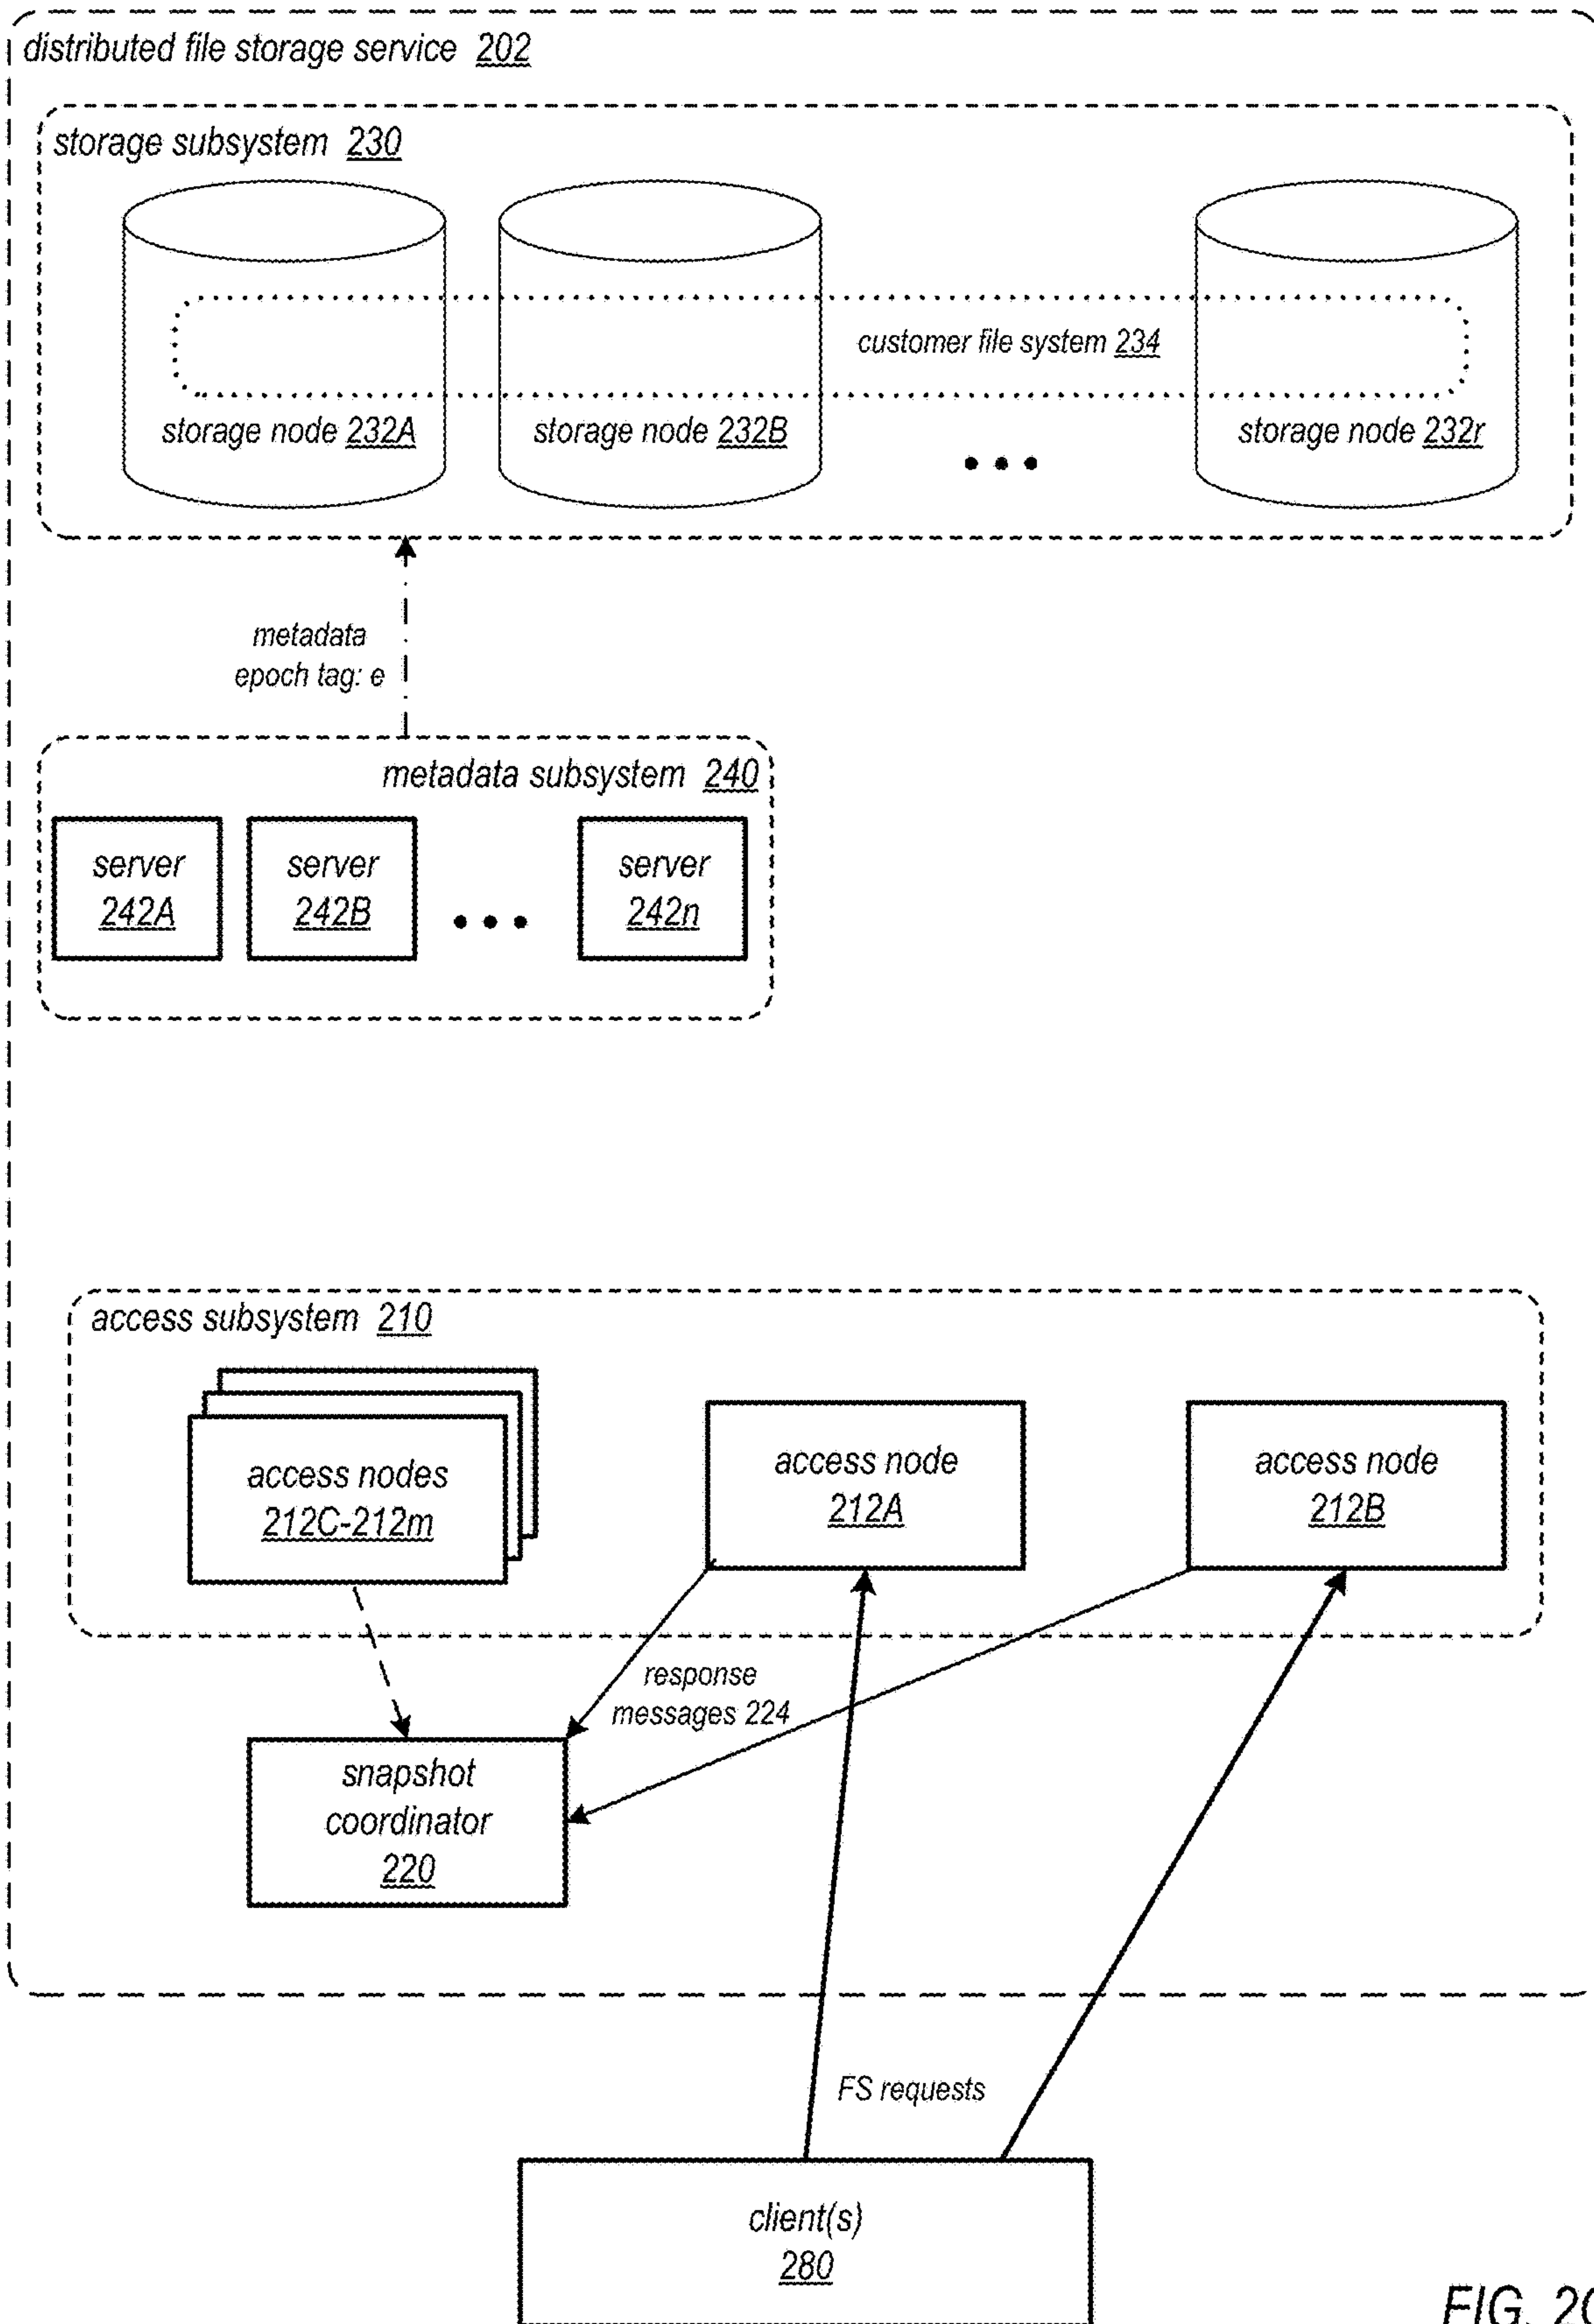 distributed file storage service 202
storage subsystem 230
customer file system 234
storage node 232A
storage node 232B
storage node 232r
metadata
epoch tag: e
metadata subsystem 240
server
242A
server
242B
server
242n
access subsystem 210
access nodes
212C-212m
access node
212A
access node
212B
response
messages 224
snapshot
coordinator
220
FS requests
client(s)
280
FIG.